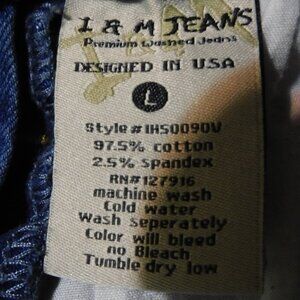 I & M JEANS
Premium Washed Jeans
DESIGNED IN U.S.A
L
Style #IHS0090V
97.5% cotton
2.5% spandex
RN#127916
machine wash
Cold water
wash seperately
Color will bleed
no Bleach
Tumble dry low